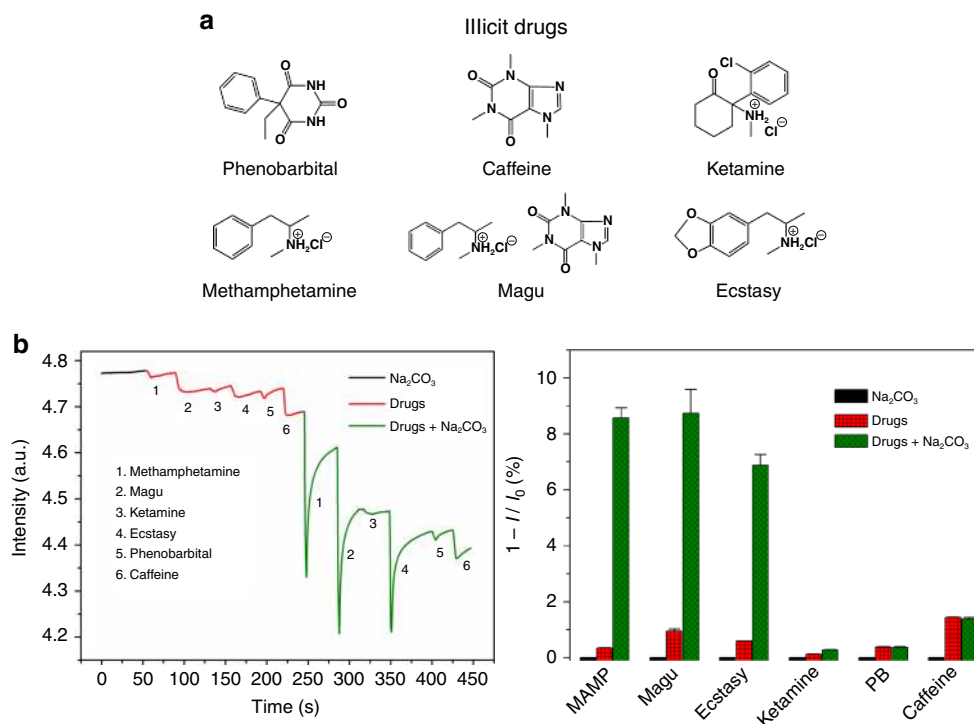 a
Illicit drugs
O
NH
O
NH
O
Phenobarbital
O
N
N
N
N
O
Caffeine
Cl
O
NH₂
⊕
Cl⊖
Ketamine
⊕
NH₂Cl⊖
Methamphetamine
⊕
NH₂Cl⊖
O
N
N
N
N
O
Magu
O
O
⊕
NH₂Cl⊖
Ecstasy
b
4.8
4.7
4.6
4.5
4.4
4.3
4.2
Intensity (a.u.)
0 50 100 150 200 250 300 350 400 450
Time (s)
Na₂CO₃
Drugs
Drugs + Na₂CO₃
1 2 3 4 5 6
1 2 3 4 5 6
1. Methamphetamine
2. Magu
3. Ketamine
4. Ecstasy
5. Phenobarbital
6. Caffeine
10
8
6
4
2
0
1 – I / I₀ (%)
Na₂CO₃
Drugs
Drugs + Na₂CO₃
MAMP
Magu
Ecstasy
Ketamine
PB
Caffeine